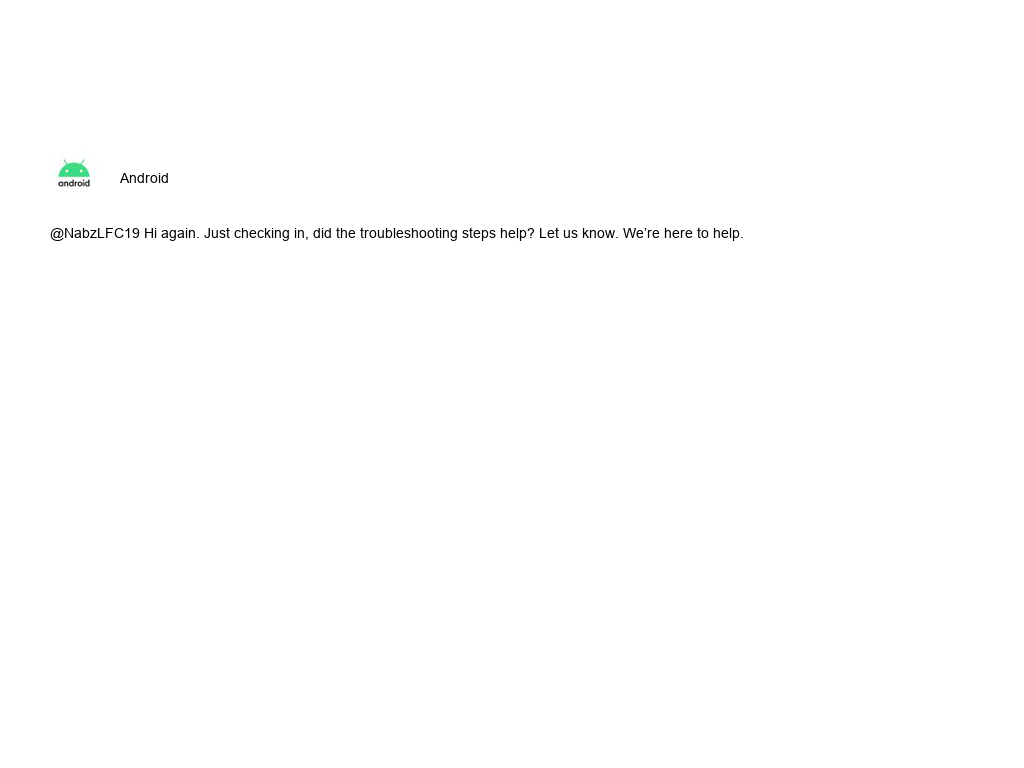 android
Android
@NabzLFC19 Hi again. Just checking in, did the troubleshooting steps help? Let us know. We’re here to help.